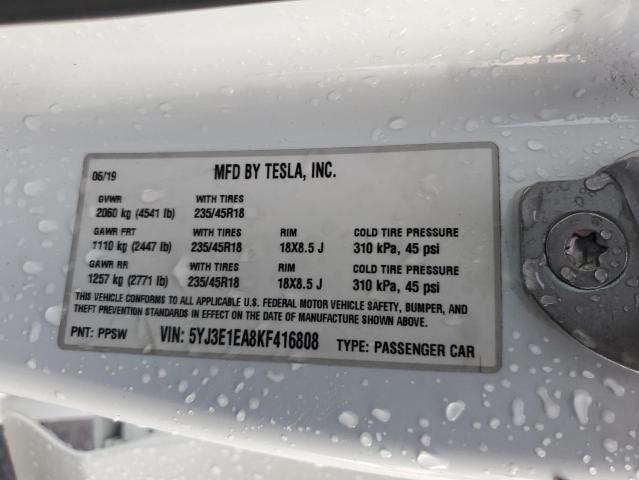 06/19 MFD BY TESLA, INC.
GVWR WITH TIRES
2060 kg (4541 lb) 235/45R18
GAWR FRT WITH TIRES RIM COLD TIRE PRESSURE
1110 kg (2447 lb) 235/45R18 18X8.5 J 310 kPa, 45 psi
GAWR RR WITH TIRES RIM COLD TIRE PRESSURE
1257 kg (2771 lb) 235/45R18 18X8.5 J 310 kPa, 45 psi
THIS VEHICLE CONFORMS TO ALL APPLICABLE U.S. FEDERAL MOTOR VEHICLE SAFETY, BUMPER, AND
THEFT PREVENTION STANDARDS IN EFFECT ON THE DATE OF MANUFACTURE SHOWN ABOVE.
PNT: PPSW VIN: 5YJ3E1EA8KF416808 TYPE: PASSENGER CAR